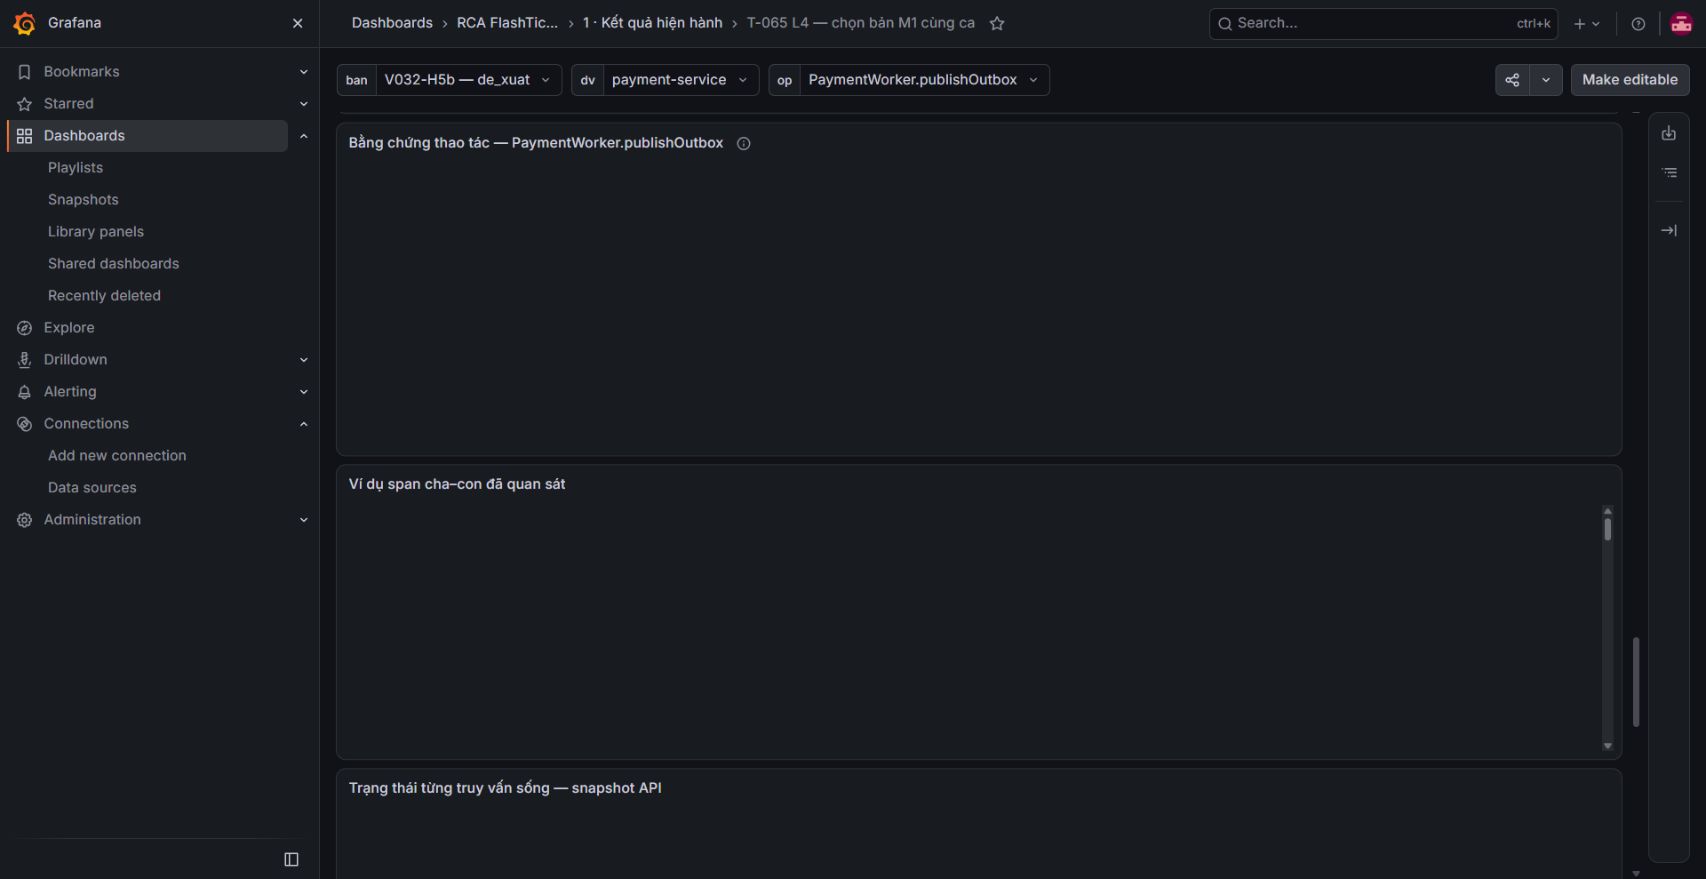 Grafana
Dashboards › RCA FlashTic... › 1 · Kết quả hiện hành › T-065 L4 — chọn bản M1 cùng ca
Search... ctrl+k
Bookmarks
Starred
Dashboards
Playlists
Snapshots
Library panels
Shared dashboards
Recently deleted
Explore
Drilldown
Alerting
Connections
Add new connection
Data sources
Administration
ban V032-H5b — de_xuat
dv payment-service
op PaymentWorker.publishOutbox
Make editable
Bằng chứng thao tác — PaymentWorker.publishOutbox
Ví dụ span cha–con đã quan sát
Trạng thái từng truy vấn sống — snapshot API